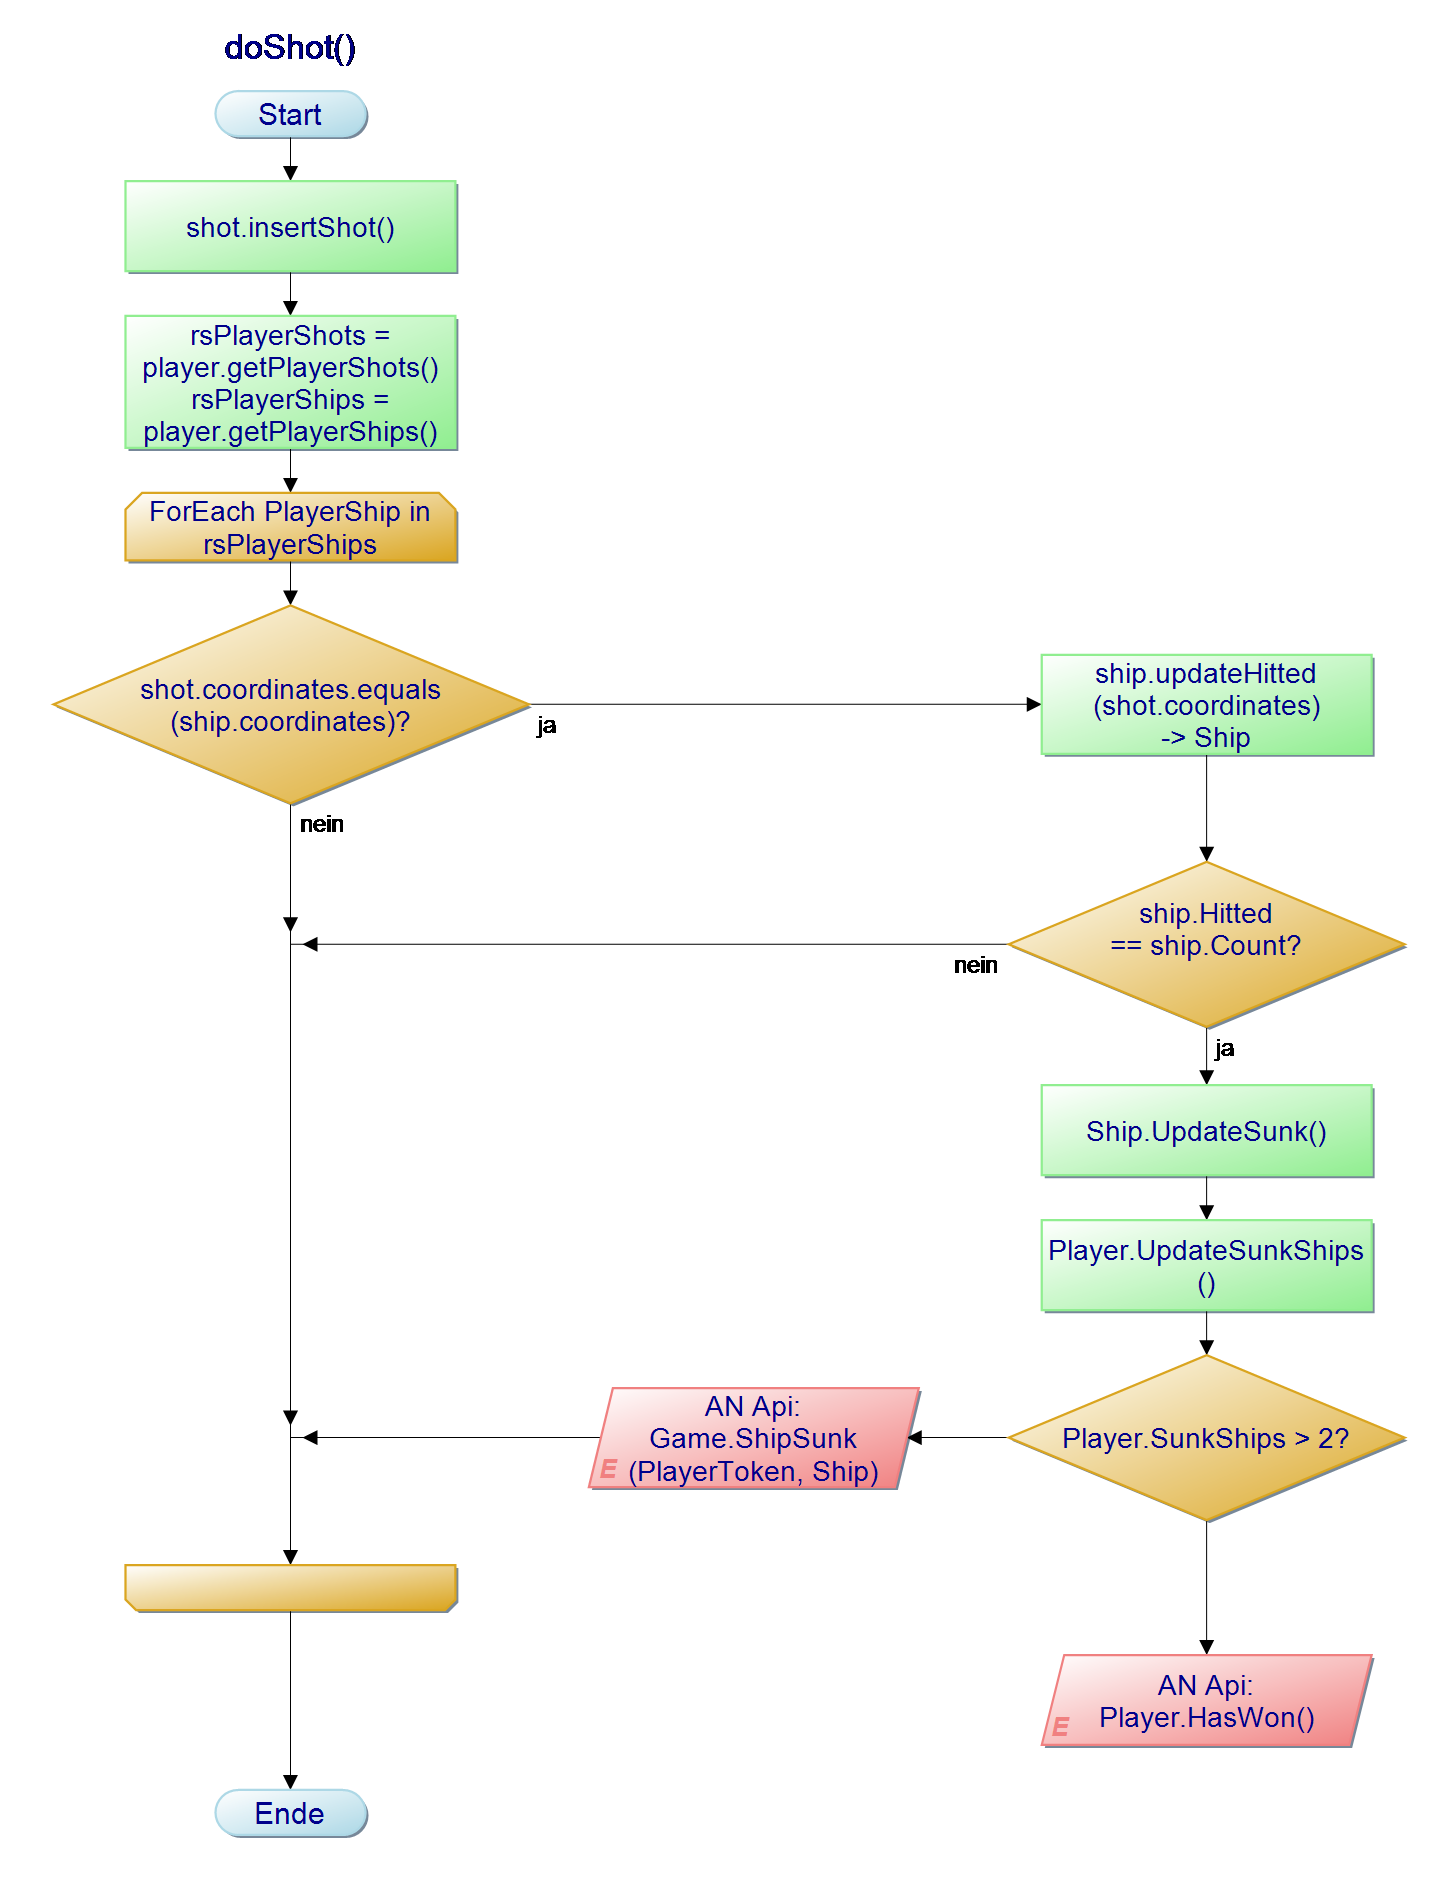 doShot()
Start
shot.insertShot()
rsPlayerShots =
player.getPlayerShots()
rsPlayerShips =
player.getPlayerShips()
ForEach PlayerShip in
rsPlayerShips
shot.coordinates.equals
(ship.coordinates)?
ja
nein
ship.updateHitted
(shot.coordinates)
-> Ship
ship.Hitted
== ship.Count?
nein
ja
Ship.UpdateSunk()
Player.UpdateSunkShips
()
Player.SunkShips > 2?
AN Api:
Game.ShipSunk
(PlayerToken, Ship)
E
AN Api:
Player.HasWon()
E
Ende